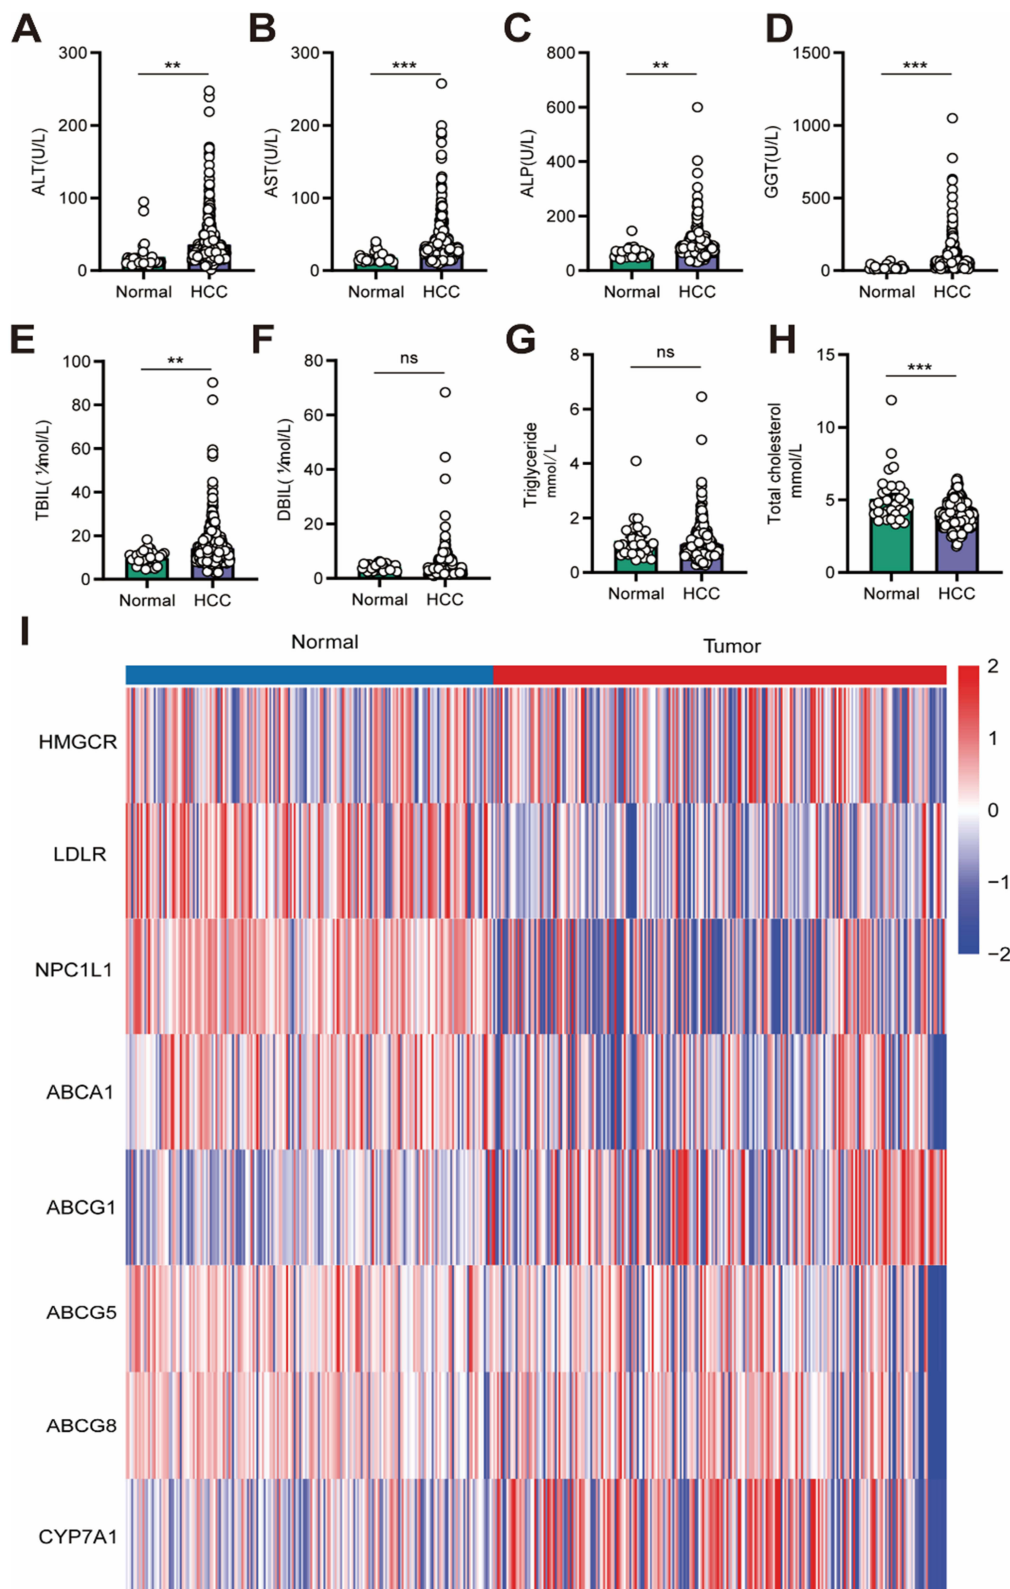 A
B
C
D
300
200
100
0
ALT(U/L)
**
Normal
HCC
300
200
100
0
AST(U/L)
***
Normal
HCC
800
600
400
200
0
ALP(U/L)
**
Normal
HCC
1500
1000
500
0
GGT(U/L)
***
Normal
HCC
E
F
G
H
100
80
60
40
20
0
TBIL( ¹⁄mol/L)
**
Normal
HCC
80
60
40
20
0
DBIL( ¹⁄mol/L)
ns
Normal
HCC
8
6
4
2
0
Triglyceride
mmol/L
ns
Normal
HCC
15
10
5
0
Total cholesterol
mmol/L
***
Normal
HCC
I
Normal
Tumor
HMGCR
LDLR
NPC1L1
ABCA1
ABCG1
ABCG5
ABCG8
CYP7A1
2
1
0
−1
−2